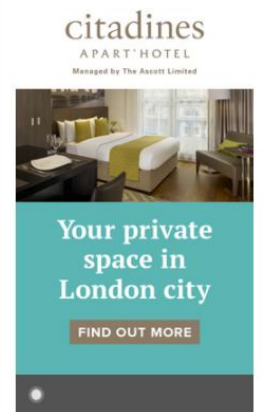 citadines
APART'HOTEL
Managed by The Ascott Limited
Your private
space in
London city
FIND OUT MORE